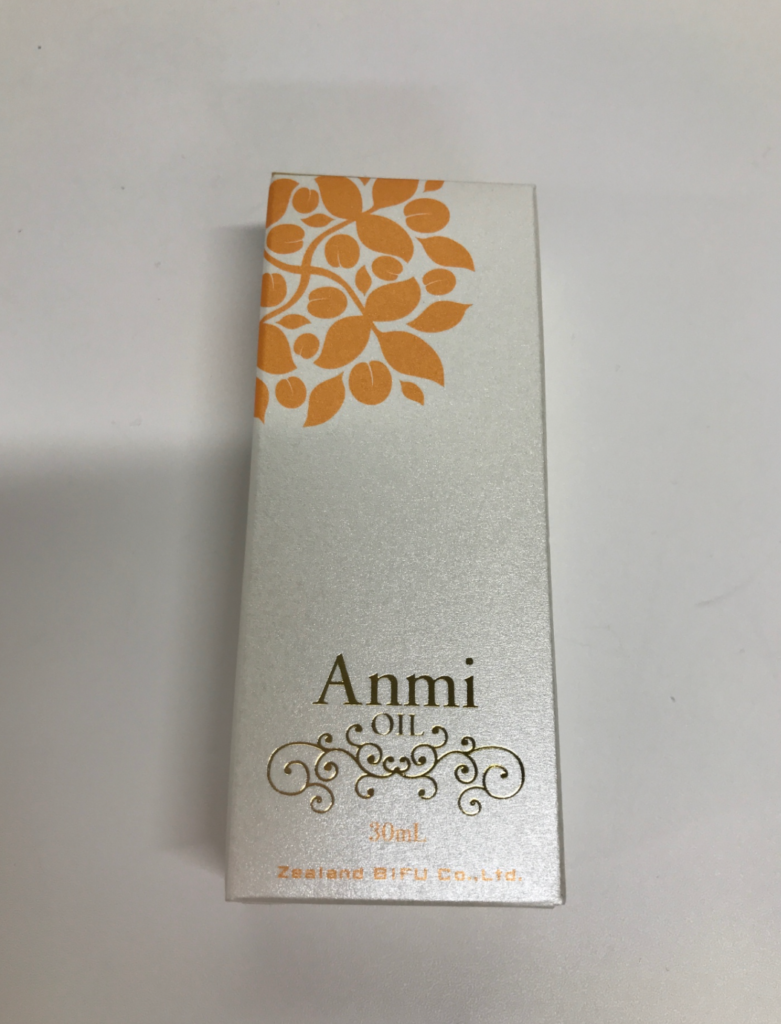 Anmi
OIL
30mL
Zealand BifU Co.,Ltd.